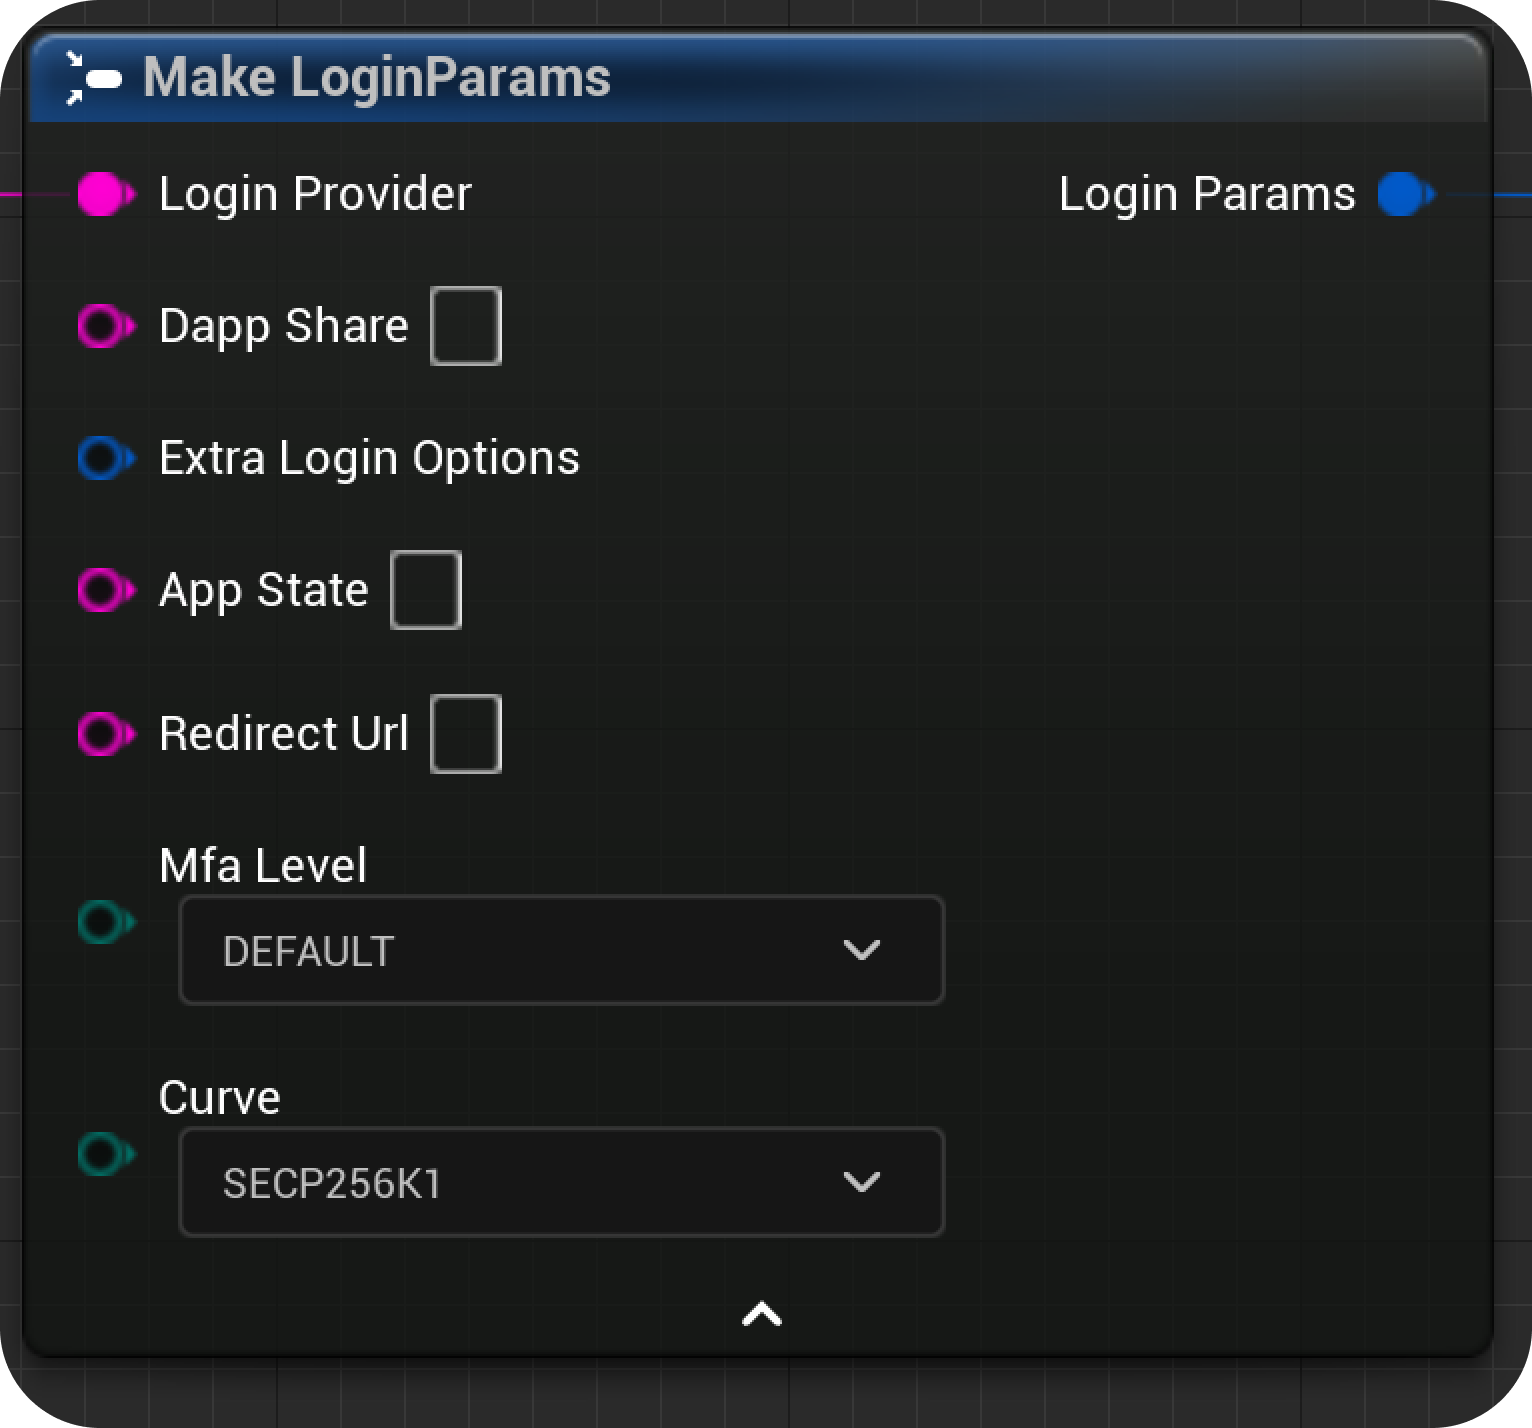 Make LoginParams
Login Provider
Login Params
Dapp Share
Extra Login Options
App State
Redirect Url
Mfa Level
DEFAULT
Curve
SECP256K1